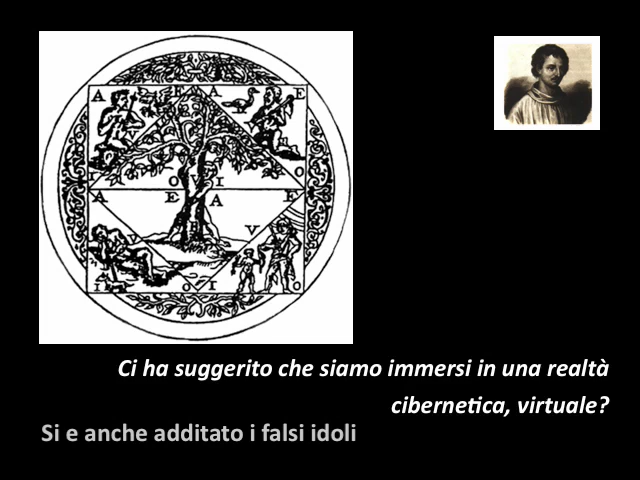 A E A E
I O V I O
A E A E
V V
I O I O
Ci ha suggerito che siamo immersi in una realtà
cibernetica, virtuale?
Si e anche additato i falsi idoli